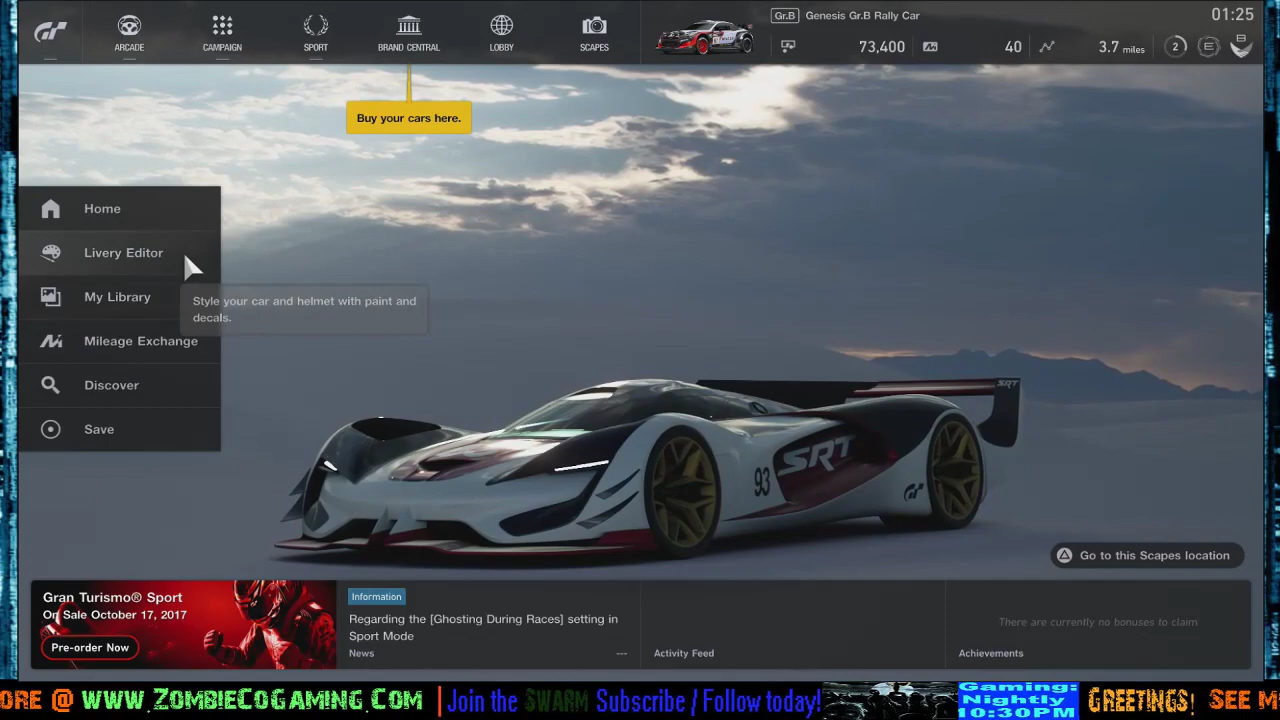 GT
ARCADE
CAMPAIGN
SPORT
BRAND CENTRAL
LOBBY
SCAPES
Gr.B Genesis Gr.B Rally Car
73,400
40
3.7 miles
2
E
B
01:25
Buy your cars here.
Home
Livery Editor
My Library
Mileage Exchange
Discover
Save
Style your car and helmet with paint and
decals.
SRT
93
SRT
GT
Go to this Scapes location
Gran Turismo® Sport
On Sale October 17, 2017
Pre-order Now
Information
Regarding the [Ghosting During Races] setting in
Sport Mode
News ---
Activity Feed
There are currently no bonuses to claim
Achievements
ORE @ WWW.ZOMBIECOGAMING.COM | Join the SWARM Subscribe / Follow today!
Gaming:
Nightly
10:30PM
GREETINGS! SEE M